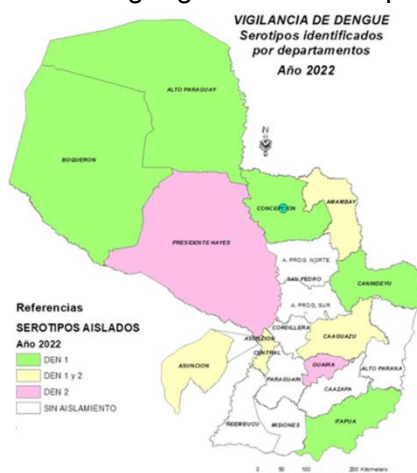 VIGILANCIA DE DENGUE
Serotipos identificados
por departamentos
Año 2022
ALTO PARAGUAY
N
BOQUERON
CONCEPCION
AMAMBAY
PRESIDENTE HAYES
A. PROG. NORTE
SAN PEDRO
CANINDEYU
A. PROG. SUR
CORDILLERA
CAAGUAZU
ASUNCION
CENTRAL
ASUNCION
GUAIRA
ALTO PARANA
PARAGUARI
CAAZAPA
ÑEEMBUCU
MISIONES
ITAPUA
Referencias
SEROTIPOS AISLADOS
Año 2022
DEN 1
DEN 1 y 2
DEN 2
SIN AISLAMIENTO
0 50 100 200 Kilometers